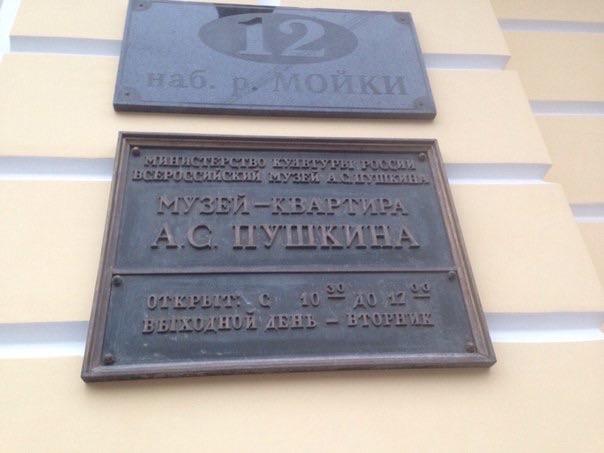 12
наб. р. МОЙКИ
МИНИСТЕРСТВО КУЛЬТУРЫ РОССИИ
ВСЕРОССИЙСКИЙ МУЗЕЙ А.С.ПУШКИНА
МУЗЕЙ-КВАРТИРА
А.С. ПУШКИНА
ОТКРЫТ: С 10 30 ДО 17 00
ВЫХОДНОЙ ДЕНЬ - ВТОРНИК